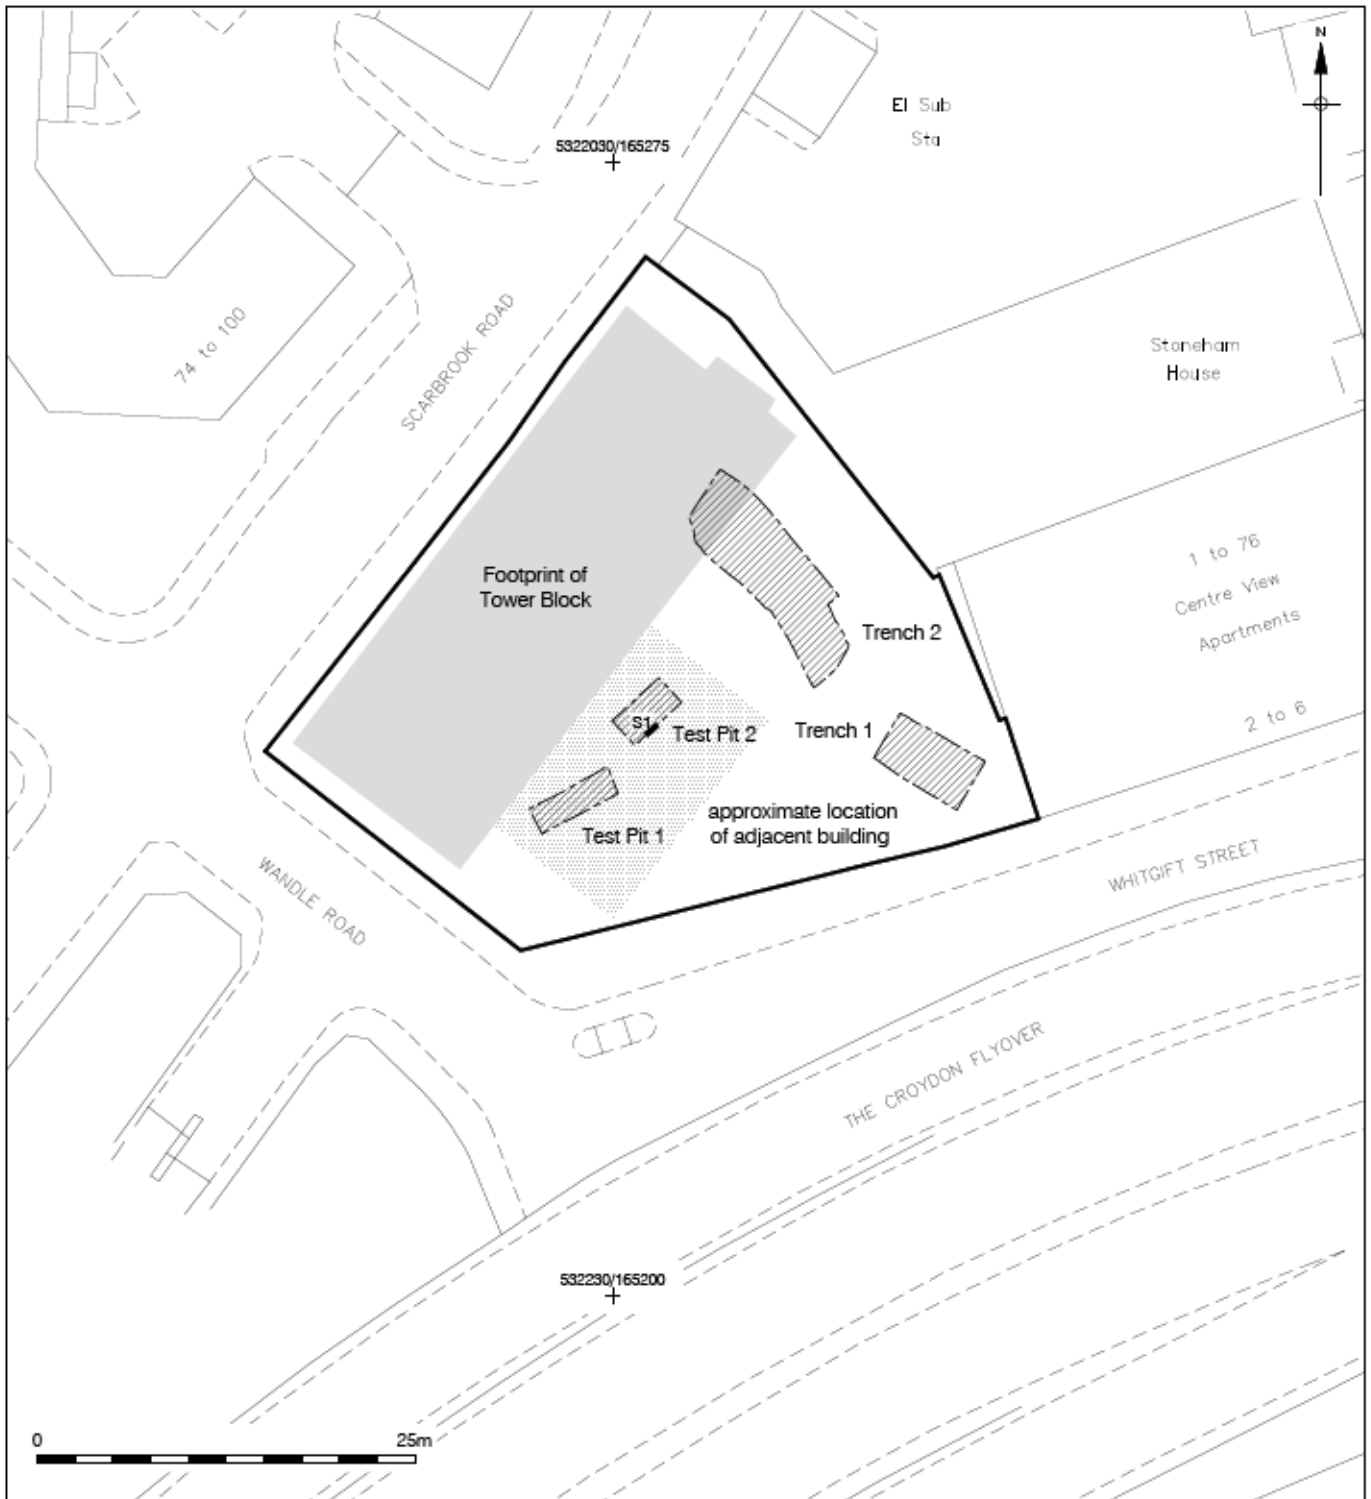 N
El Sub
Sta
5322030/165275
74 to 100
SCARBROOK ROAD
Stoneham
House
1 to 76
Centre View
Apartments
2 to 6
Footprint of
Tower Block
Trench 2
S1
Test Pit 2
Trench 1
Test Pit 1
approximate location
of adjacent building
WANDLE ROAD
WHITGIFT STREET
THE CROYDON FLYOVER
532230/165200
0
25m